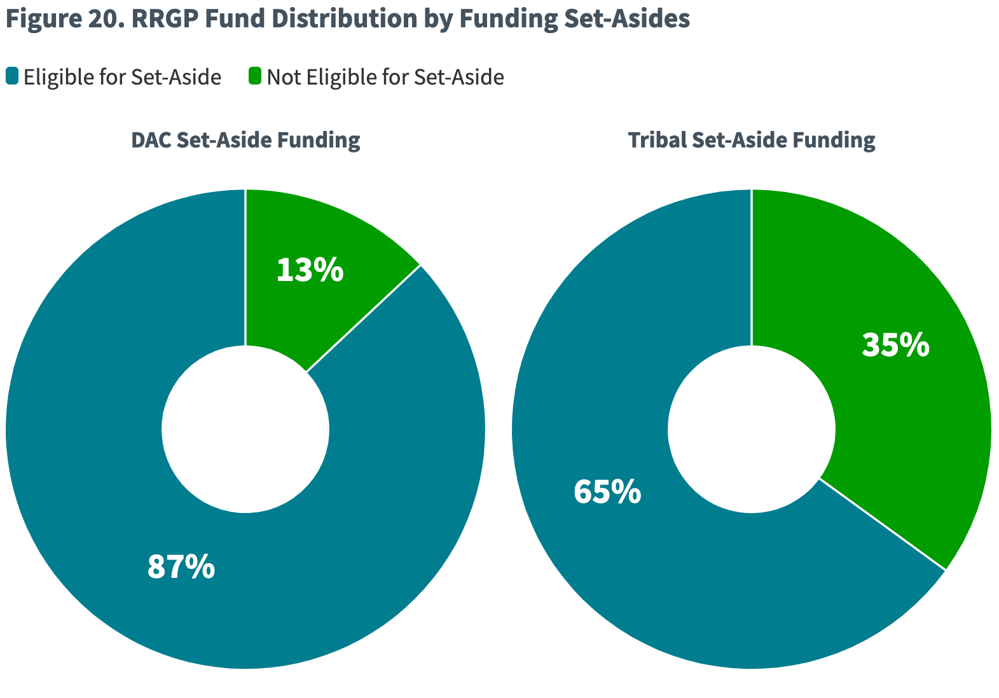 Figure 20. RRGP Fund Distribution by Funding Set-Asides
Eligible for Set-Aside Not Eligible for Set-Aside
DAC Set-Aside Funding
13%
87%
Tribal Set-Aside Funding
35%
65%